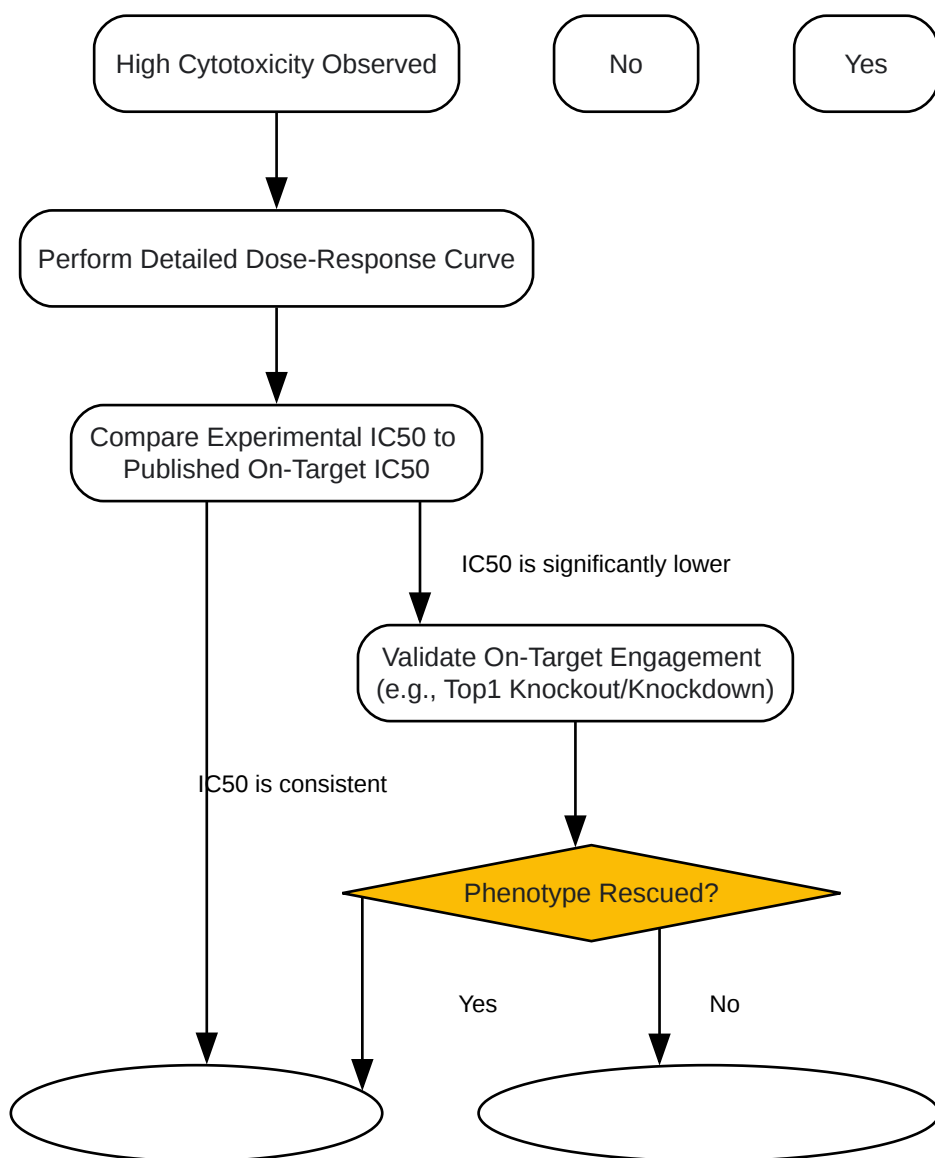 High Cytotoxicity Observed
No
Yes
Perform Detailed Dose-Response Curve
Compare Experimental IC50 to
Published On-Target IC50
IC50 is significantly lower
Validate On-Target Engagement
(e.g., Top1 Knockout/Knockdown)
IC50 is consistent
Phenotype Rescued?
Yes
No